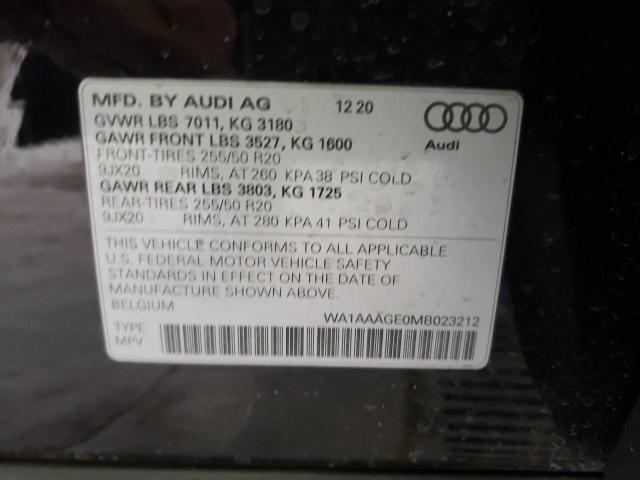 MFD. BY AUDI AG 12 20
GVWR LBS 7011, KG 3180
GAWR FRONT LBS 3527, KG 1600
FRONT-TIRES 255/50 R20
9JX20 RIMS, AT 260 KPA 38 PSI COLD
GAWR REAR LBS 3803, KG 1725
REAR-TIRES 255/50 R20
9JX20 RIMS, AT 280 KPA 41 PSI COLD
Audi
THIS VEHICLE CONFORMS TO ALL APPLICABLE
U.S. FEDERAL MOTOR VEHICLE SAFETY
STANDARDS IN EFFECT ON THE DATE OF
MANUFACTURE SHOWN ABOVE.
BELGIUM
WA1AAAGE0MB023212
TYPE:
MPV